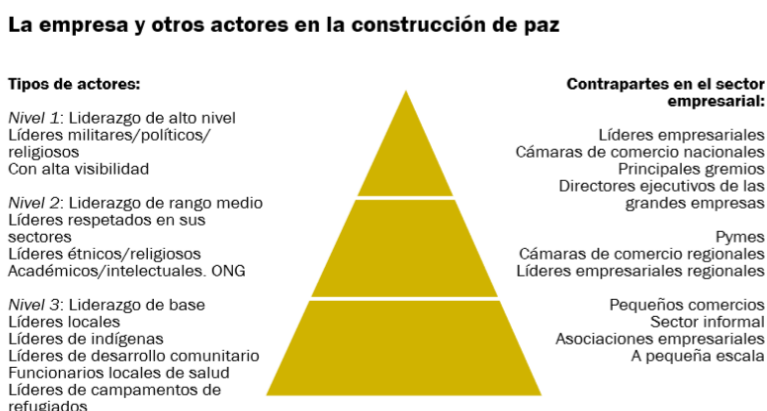 La empresa y otros actores en la construcción de paz
Tipos de actores:
Nivel 1: Liderazgo de alto nivel
Líderes militares/políticos/
religiosos
Con alta visibilidad
Nivel 2: Liderazgo de rango medio
Líderes respetados en sus
sectores
Líderes étnicos/religiosos
Académicos/intelectuales. ONG
Nivel 3: Liderazgo de base
Líderes locales
Líderes de indígenas
Líderes de desarrollo comunitario
Funcionarios locales de salud
Líderes de campamentos de
refugiados
Contrapartes en el sector
empresarial:
Líderes empresariales
Cámaras de comercio nacionales
Principales gremios
Directores ejecutivos de las
grandes empresas
Pymes
Cámaras de comercio regionales
Líderes empresariales regionales
Pequeños comercios
Sector informal
Asociaciones empresariales
A pequeña escala